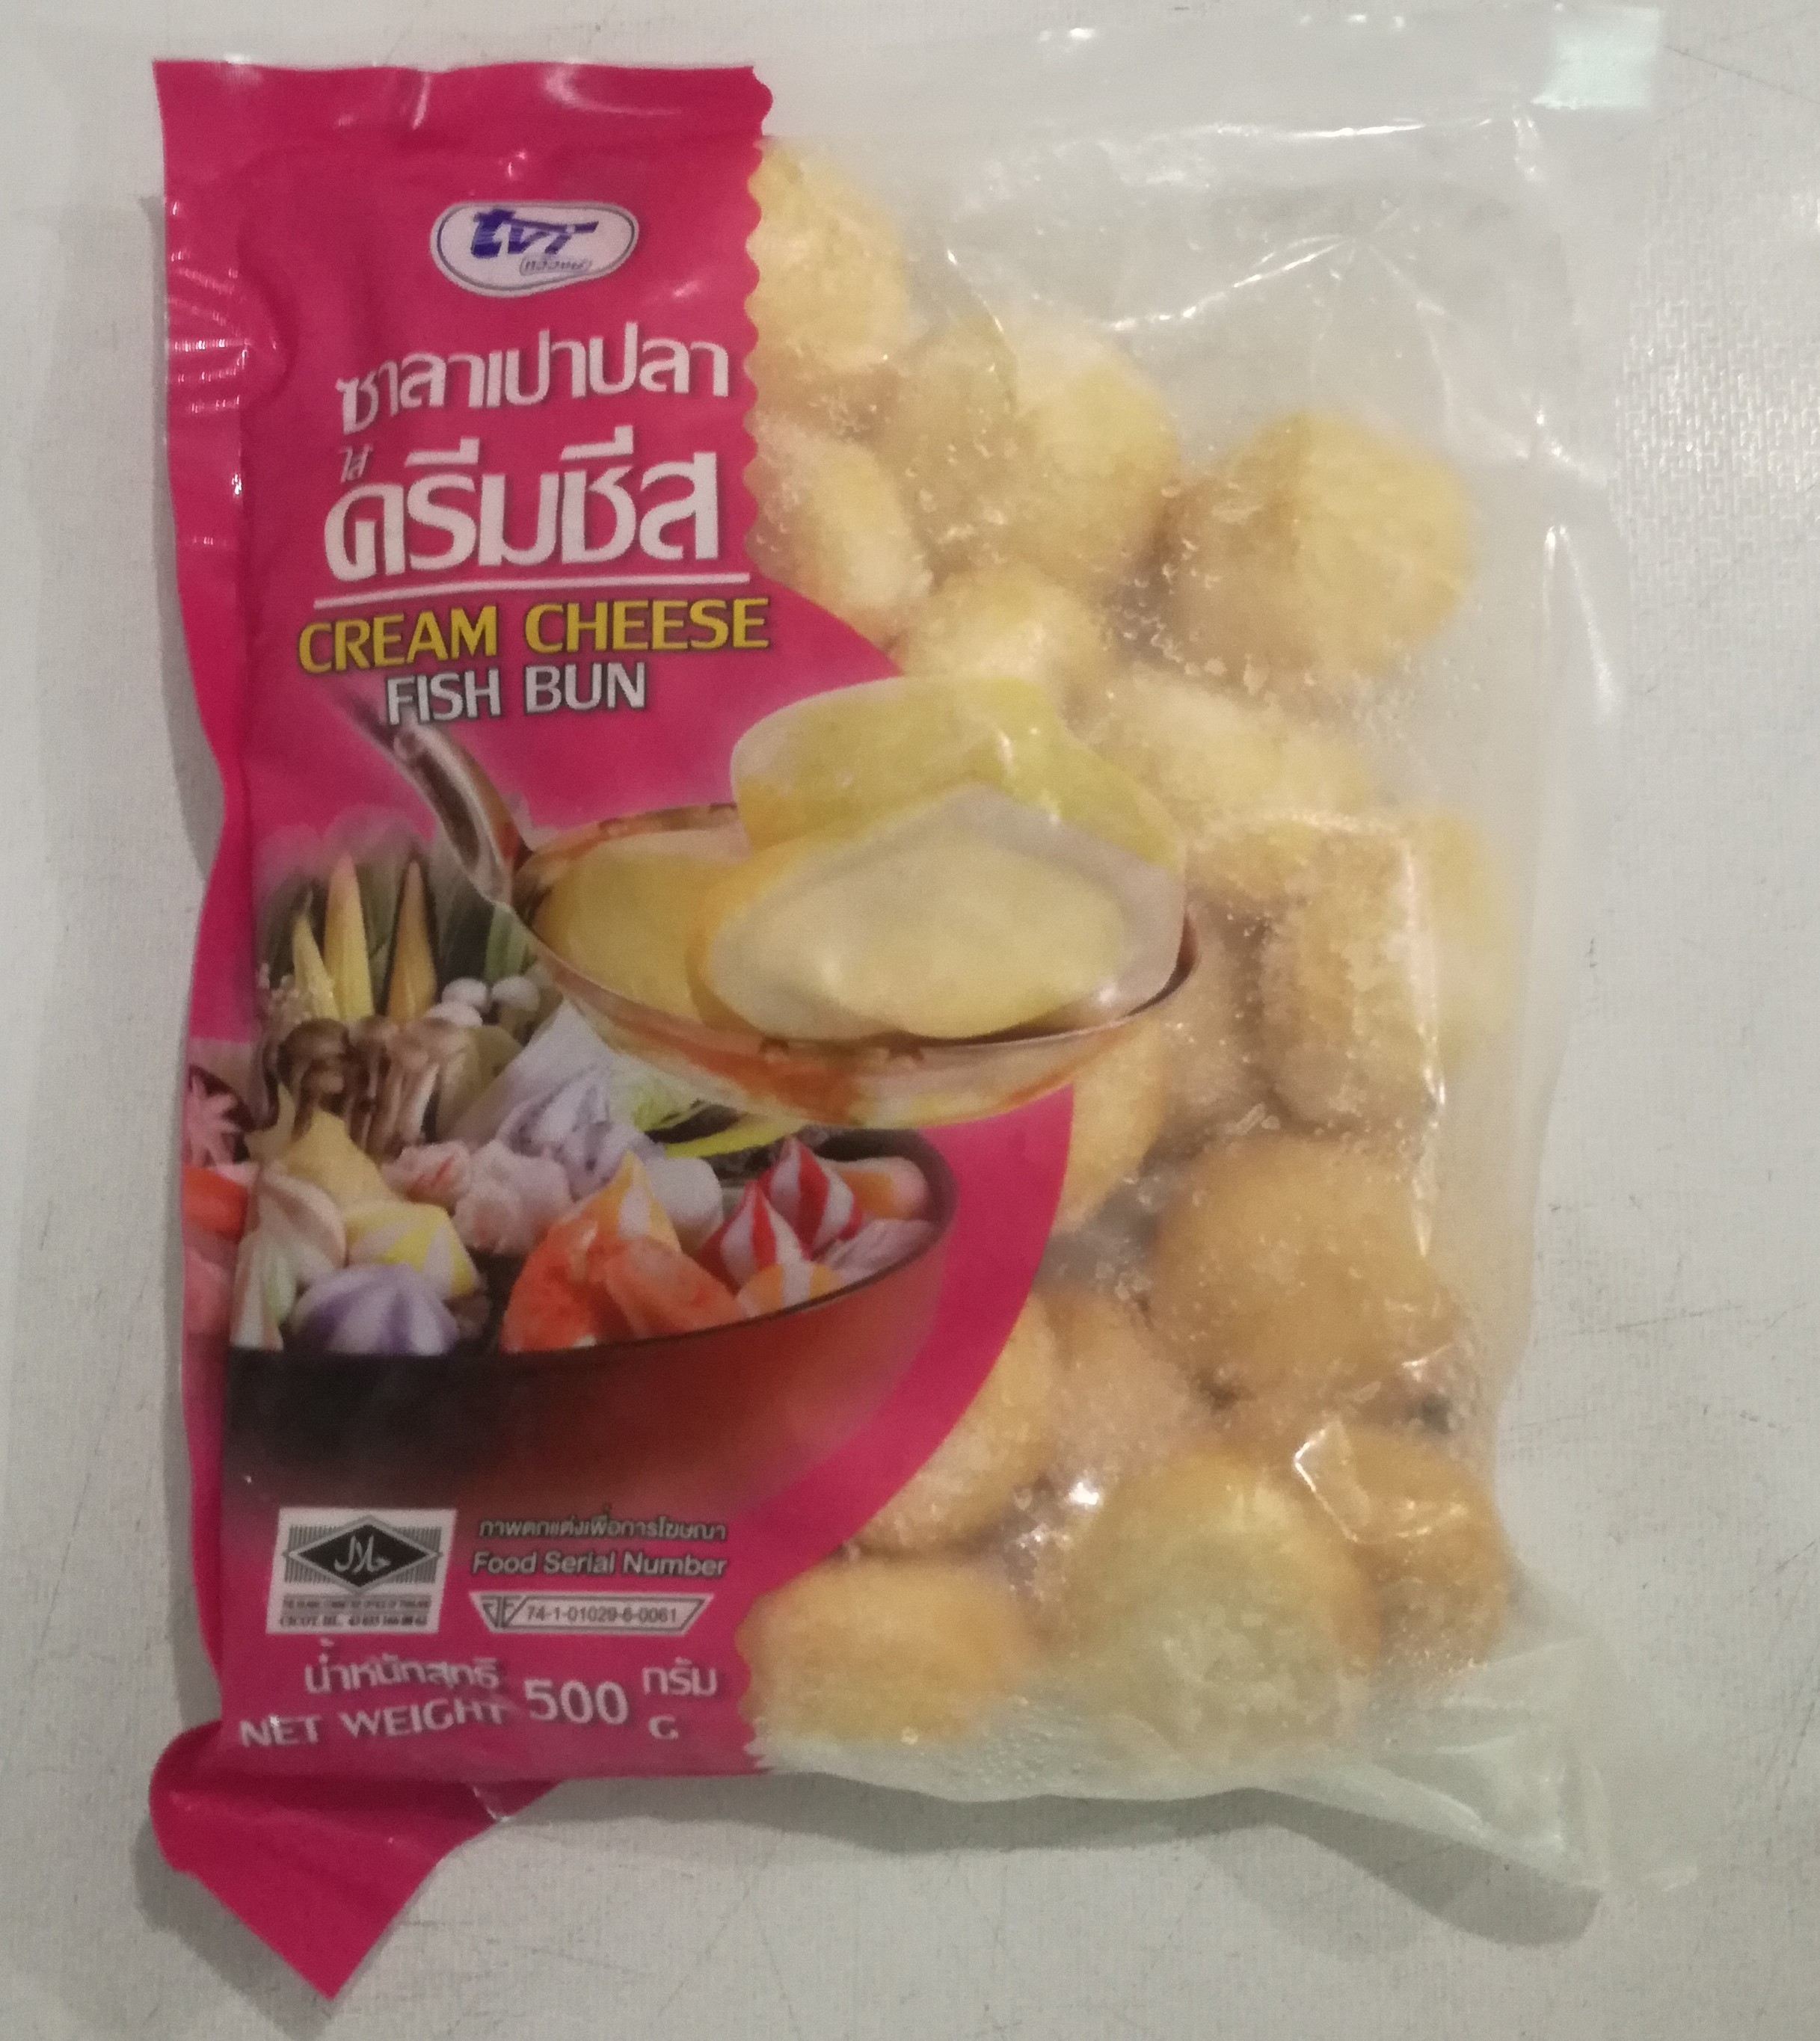 tvr
ซาลาเปาปลา
ไส้
ครีมชีส
CREAM CHEESE
FISH BUN
حلال
ภาพตกแต่งเพื่อการโฆษณา
Food Serial Number
74-1-01029-6-0061
น้ำหนักสุทธิ 500 กรัม
NET WEIGHT G